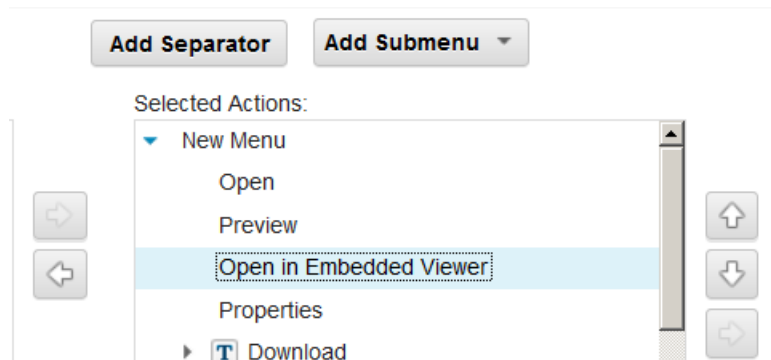 Add Separator Add Submenu
Selected Actions:
New Menu
Open
Preview
Open in Embedded Viewer
Properties
T Download